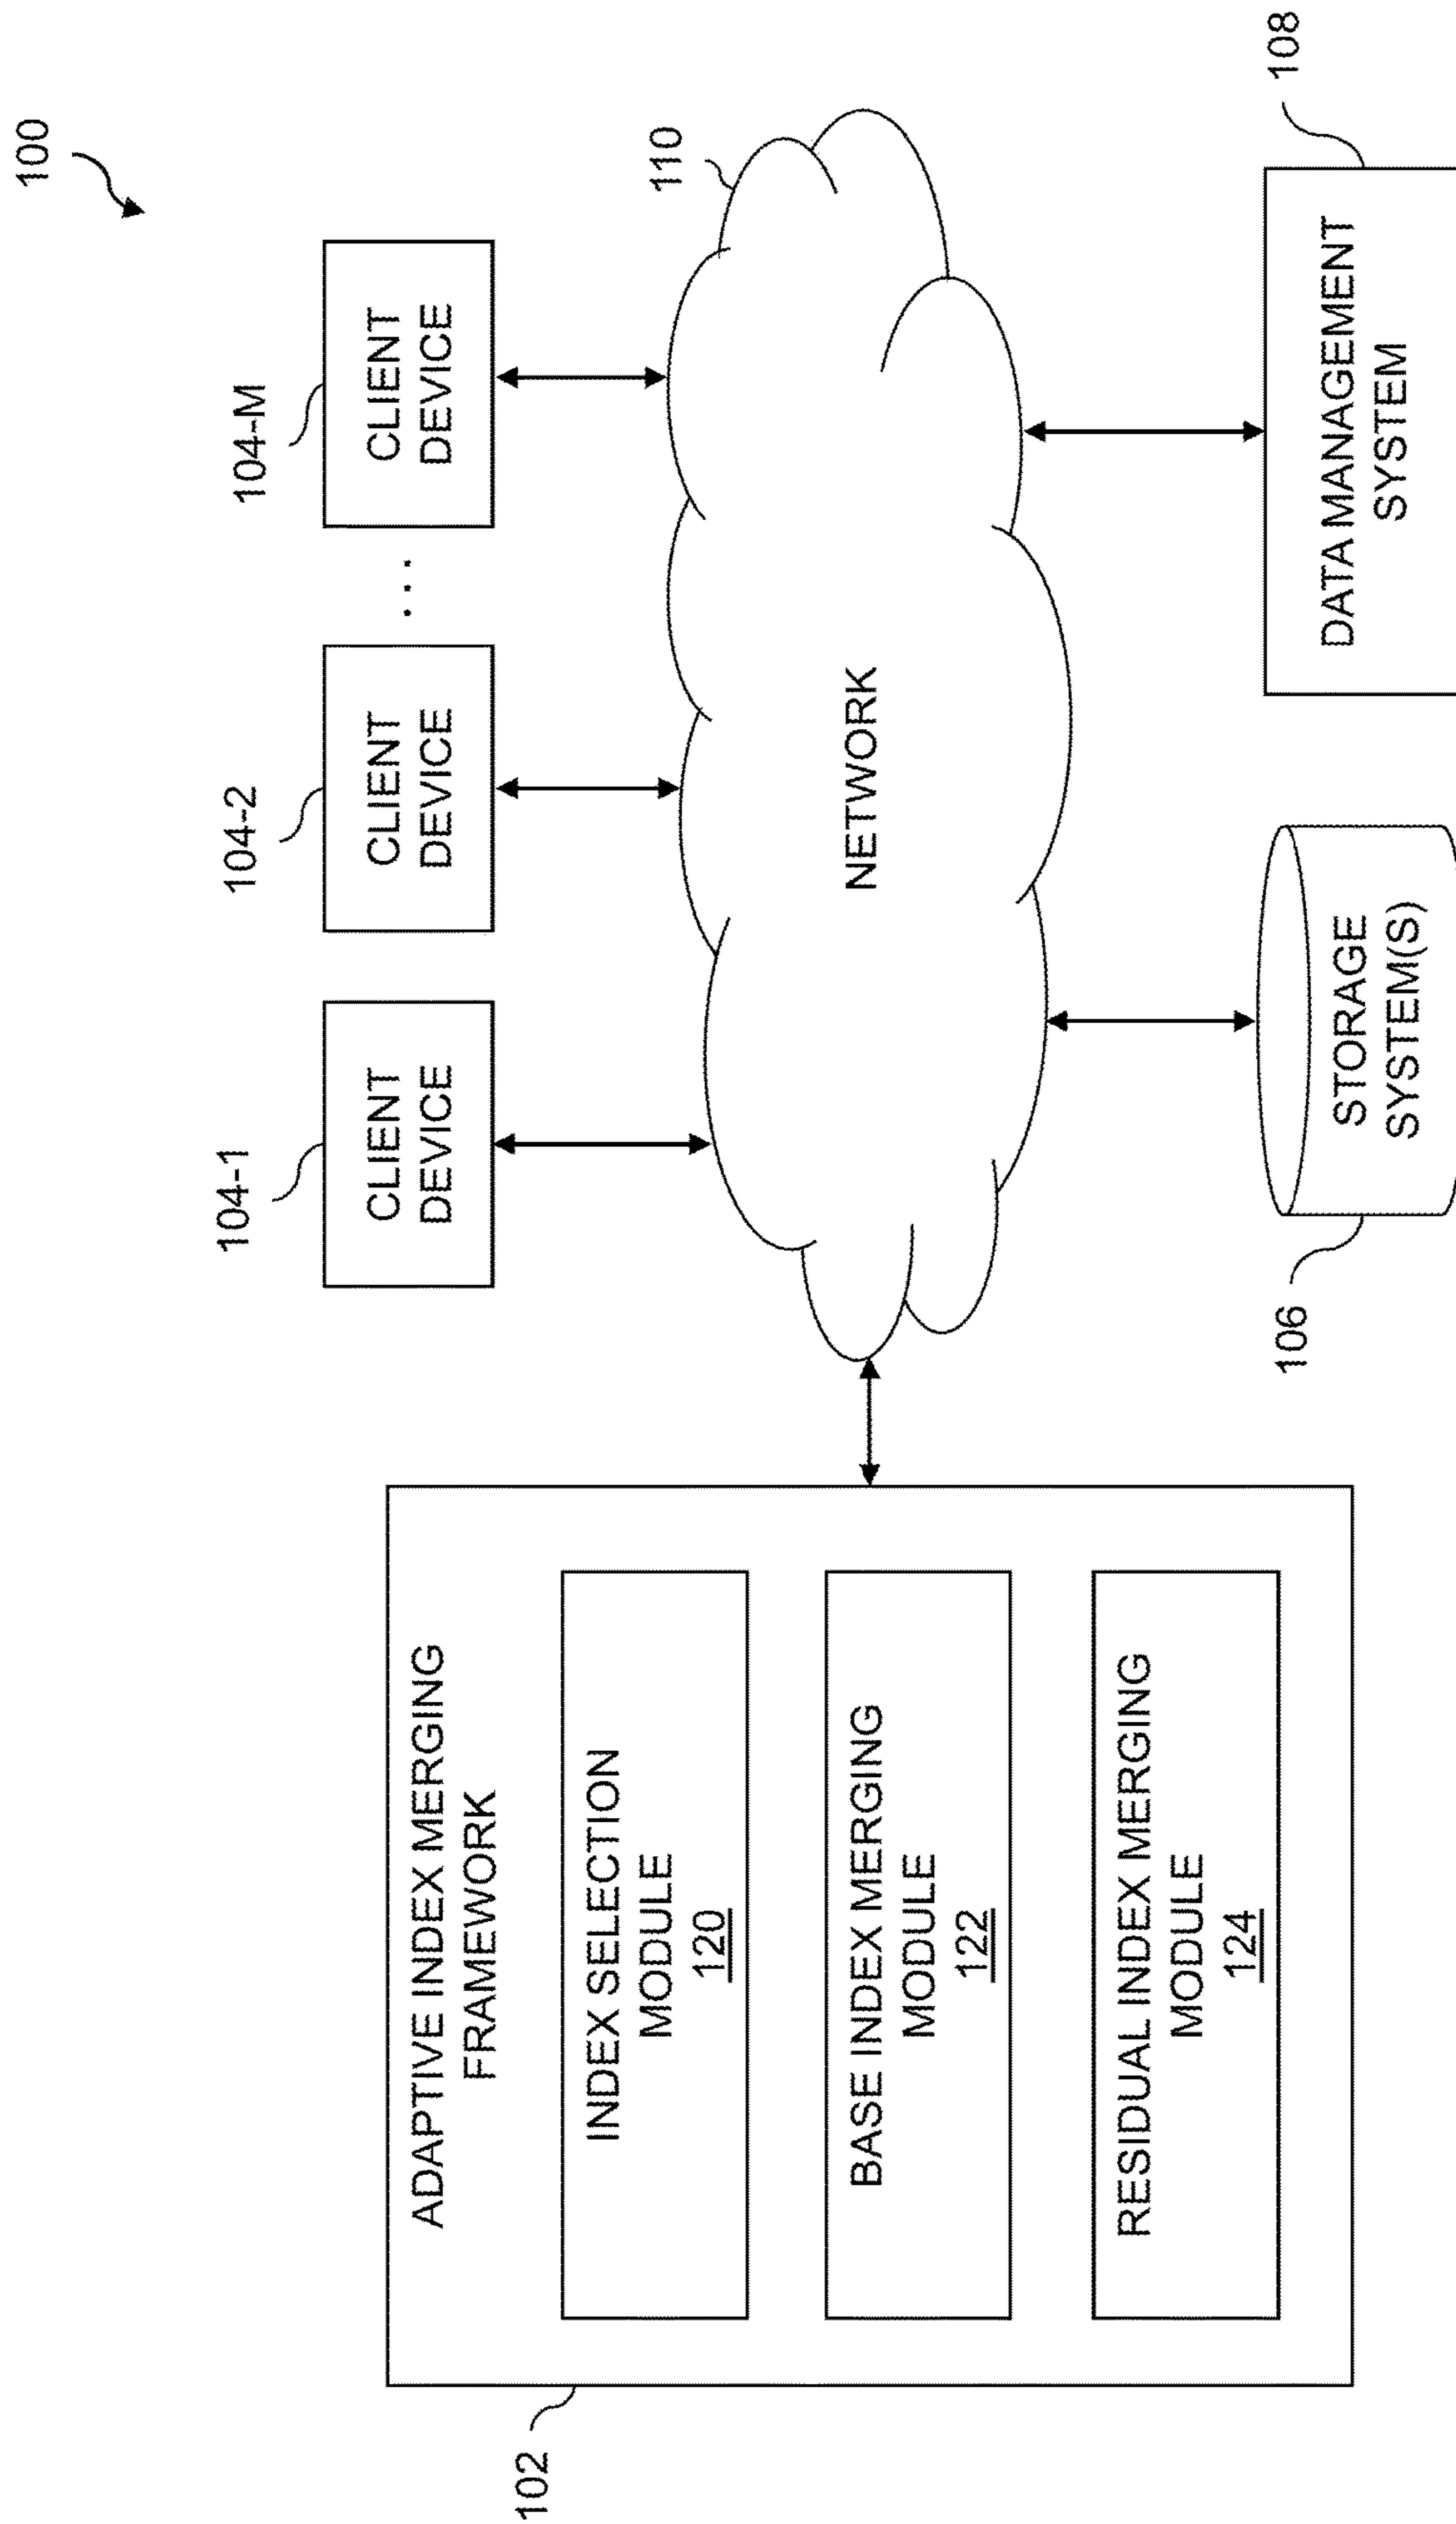 100
102
ADAPTIVE INDEX MERGING
FRAMEWORK
INDEX SELECTION
MODULE
120
BASE INDEX MERGING
MODULE
122
RESIDUAL INDEX MERGING
MODULE
124
104-1
CLIENT
DEVICE
104-2
CLIENT
DEVICE
...
104-M
CLIENT
DEVICE
110
NETWORK
106
STORAGE
SYSTEM(S)
108
DATA MANAGEMENT
SYSTEM